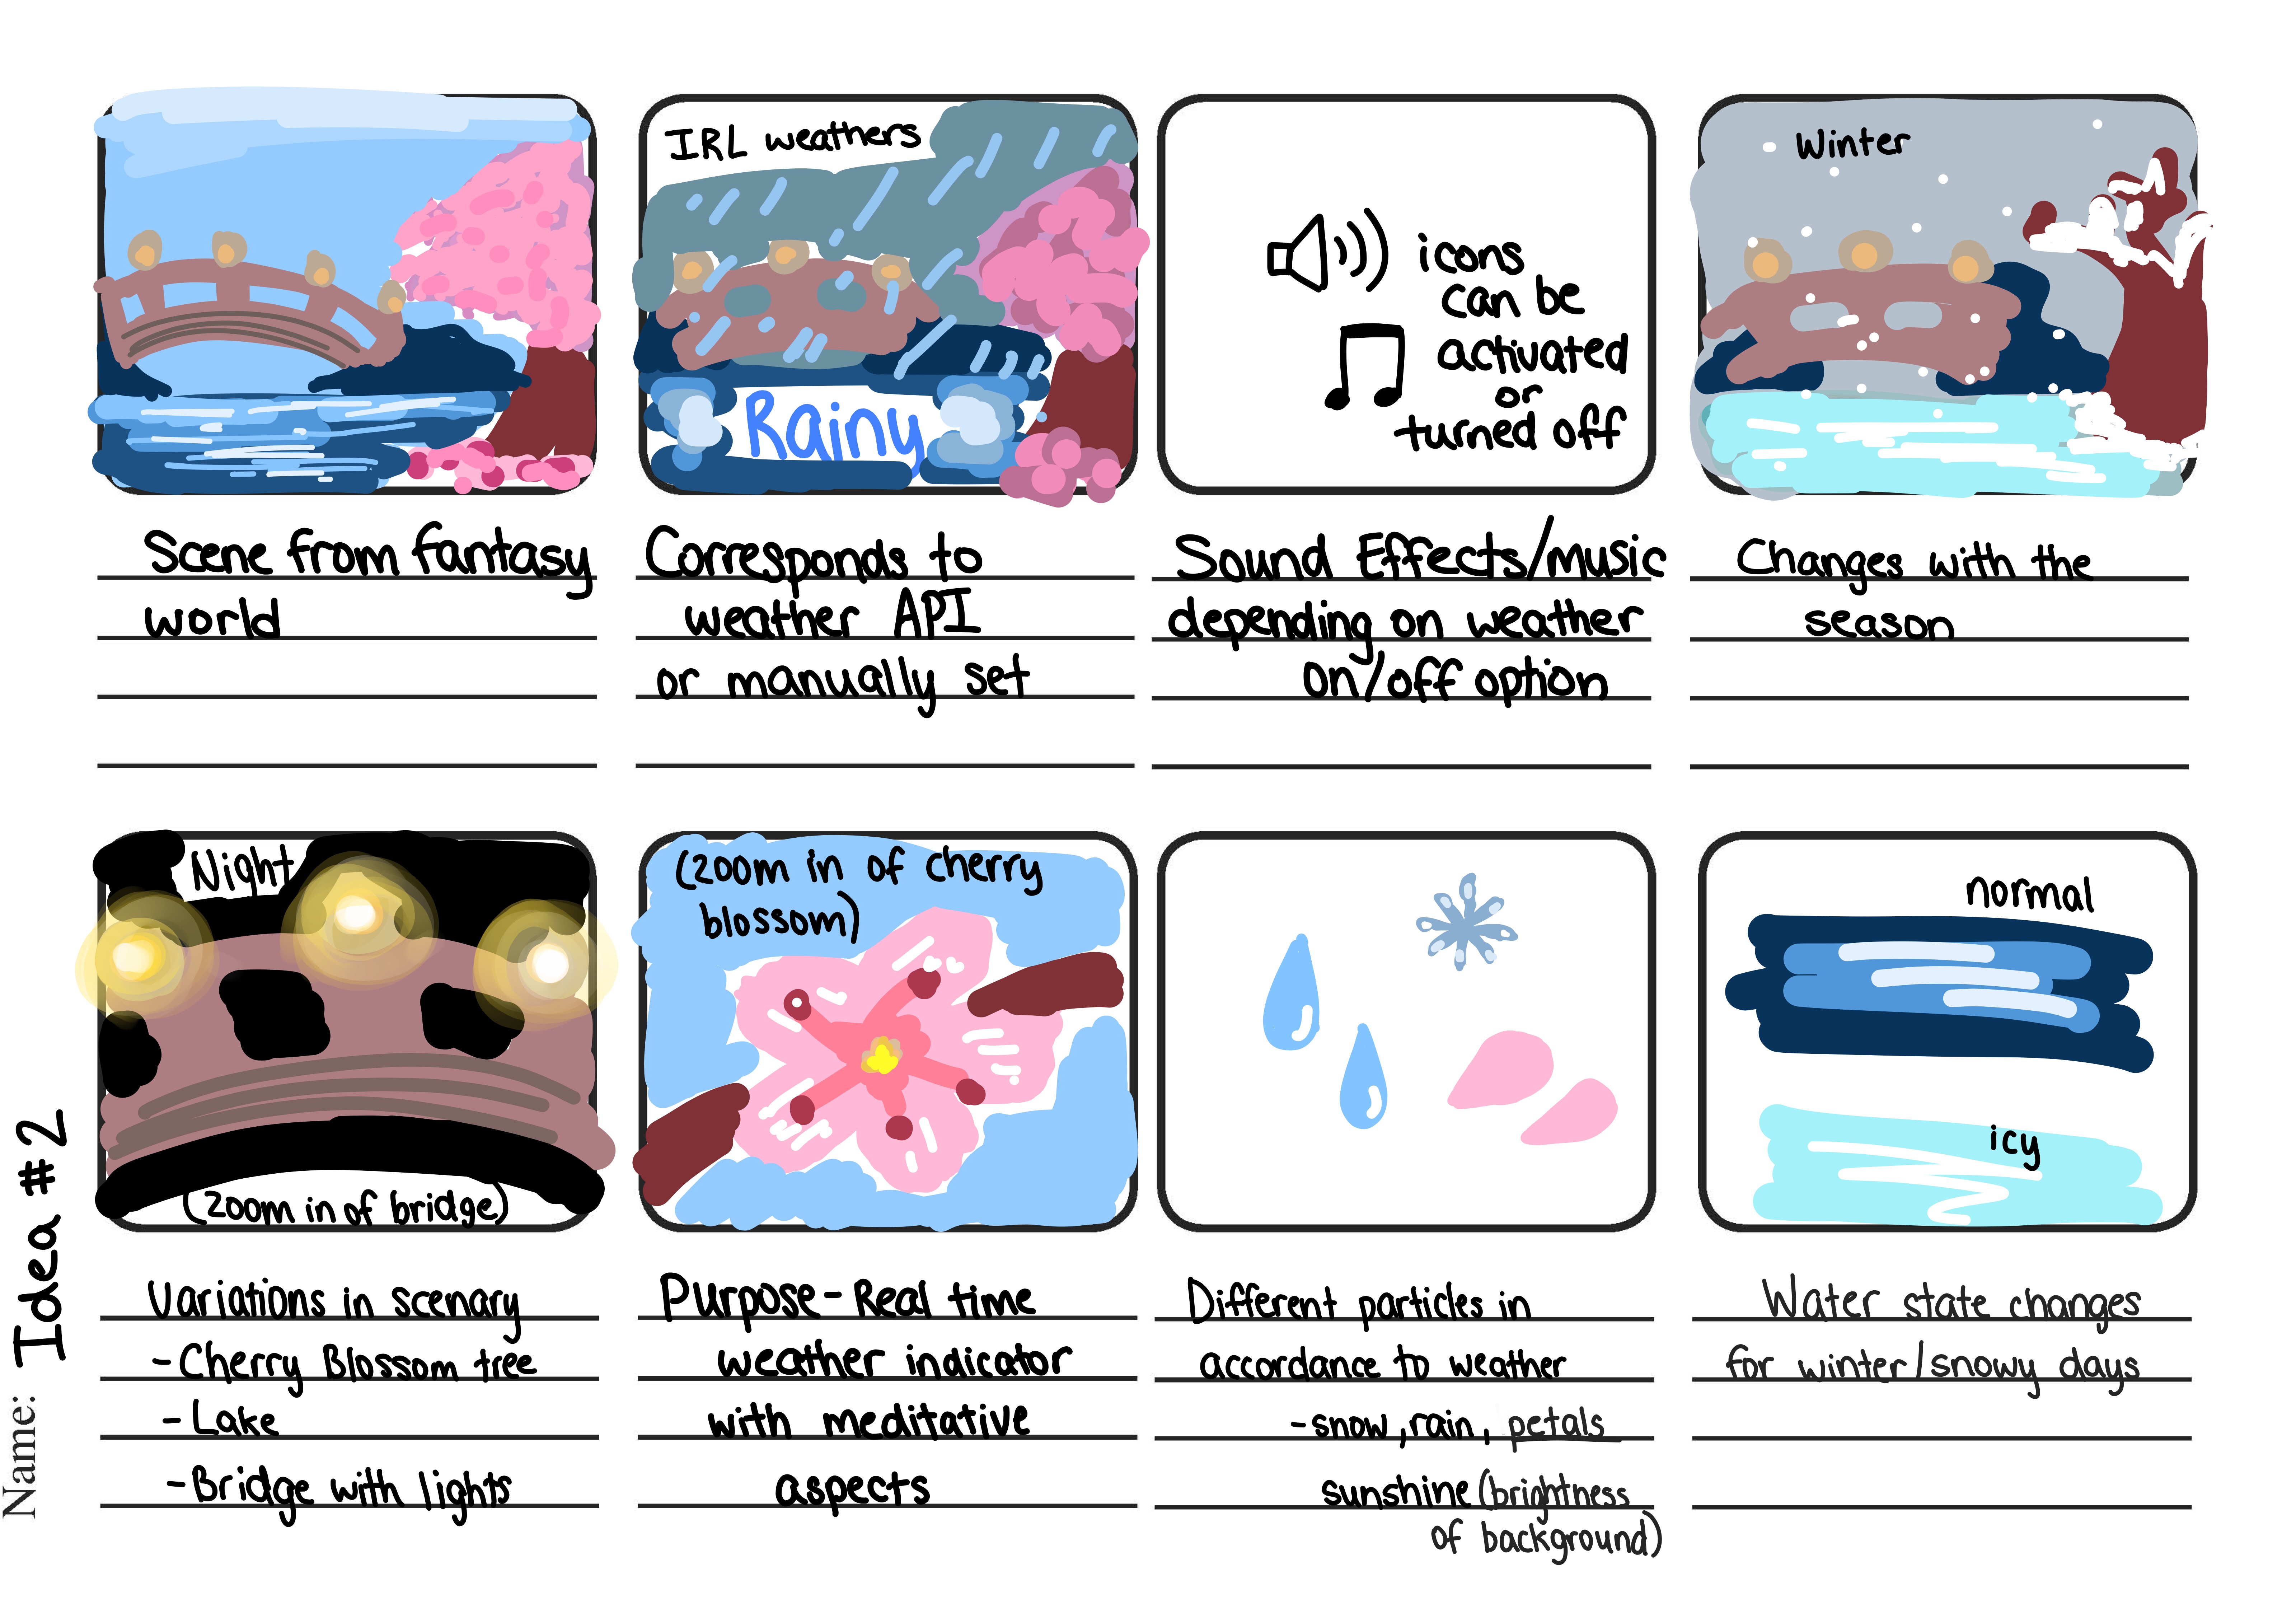 Name: Idea #2
IRL weathers
Rainy
icons
can be
activated
or
turned off
Winter
Scene from fantasy
world
Corresponds to
weather API
or manually set
Sound Effects/music
depending on weather
On/off option
Changes with the
season
Night
(zoom in of bridge)
(zoom in of cherry
blossom)
normal
icy
Variations in scenary
-Cherry Blossom tree
-Lake
-Bridge with lights
Purpose-Real time
weather indicator
with meditative
aspects
Different particles in
accordance to weather
-snow, rain, petals
sunshine (brightness
of background)
Water state changes
for winter/snowy days